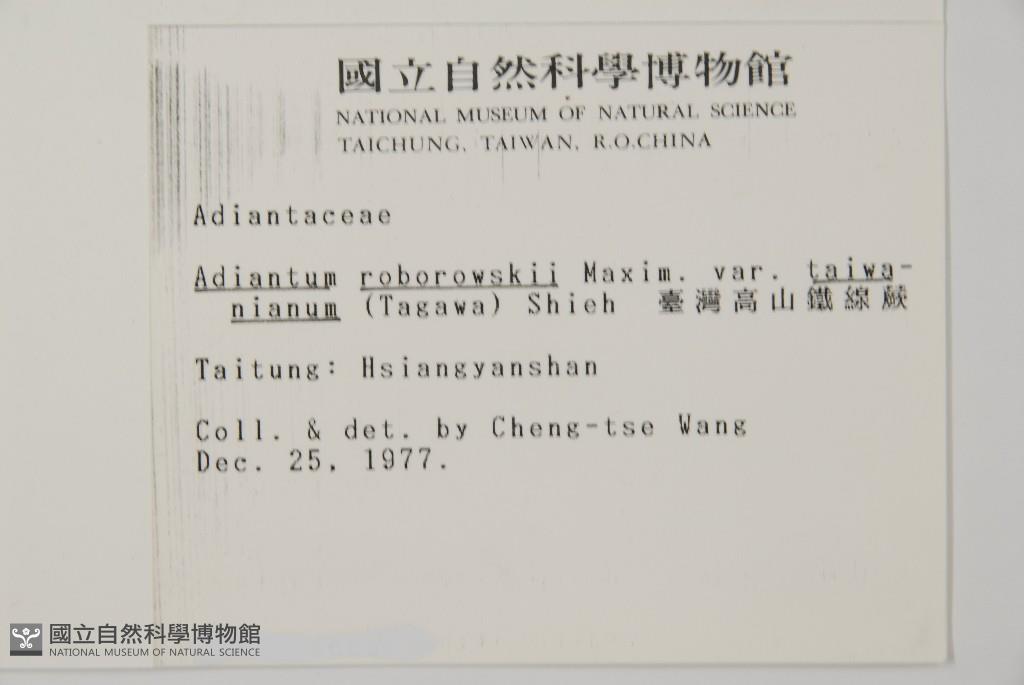 國立自然科學博物館
NATIONAL MUSEUM OF NATURAL SCIENCE
TAICHUNG, TAIWAN, R.O.CHINA
Adiantaceae
Adiantum roborowskii Maxim. var. taiwa-
nianum (Tagawa) Shieh 臺灣高山鐵線蕨
Taitung: Hsiangyanshan
Coll. & det. by Cheng-tse Wang
Dec. 25, 1977.
國立自然科學博物館
NATIONAL MUSEUM OF NATURAL SCIENCE